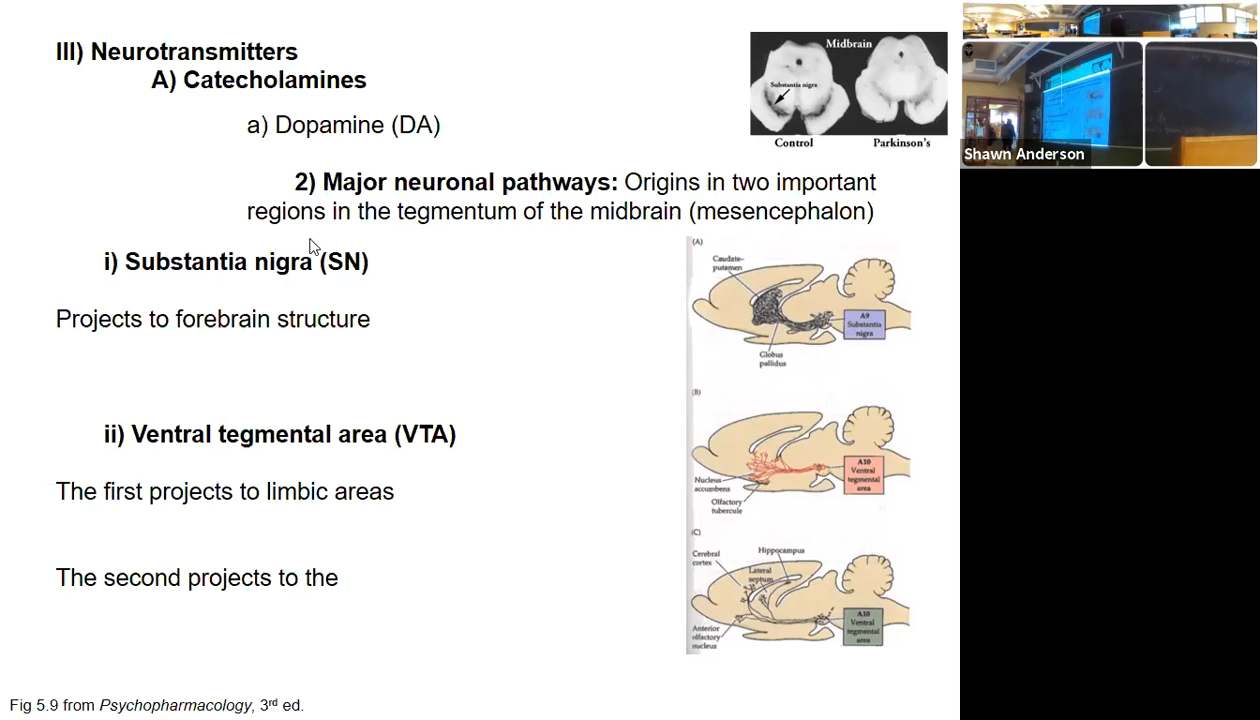 III) Neurotransmitters
A) Catecholamines
a) Dopamine (DA)
Midbrain
Substantia nigra
Control
Parkinson's
2) Major neuronal pathways: Origins in two important
regions in the tegmentum of the midbrain (mesencephalon)
i) Substantia nigra (SN)
Projects to forebrain structure
ii) Ventral tegmental area (VTA)
The first projects to limbic areas
The second projects to the
(A)
Caudate-
putamen
A9
Substantia
nigra
Globus
pallidus
(B)
A10
Ventral
tegmental
area
Nucleus
accumbens
Olfactory
tubercule
(C)
Cerebral
cortex
Hippocampus
Lateral
septum
A10
Ventral
tegmental
area
Anterior
olfactory
nucleus
Fig 5.9 from Psychopharmacology, 3rd ed.
Shawn Anderson